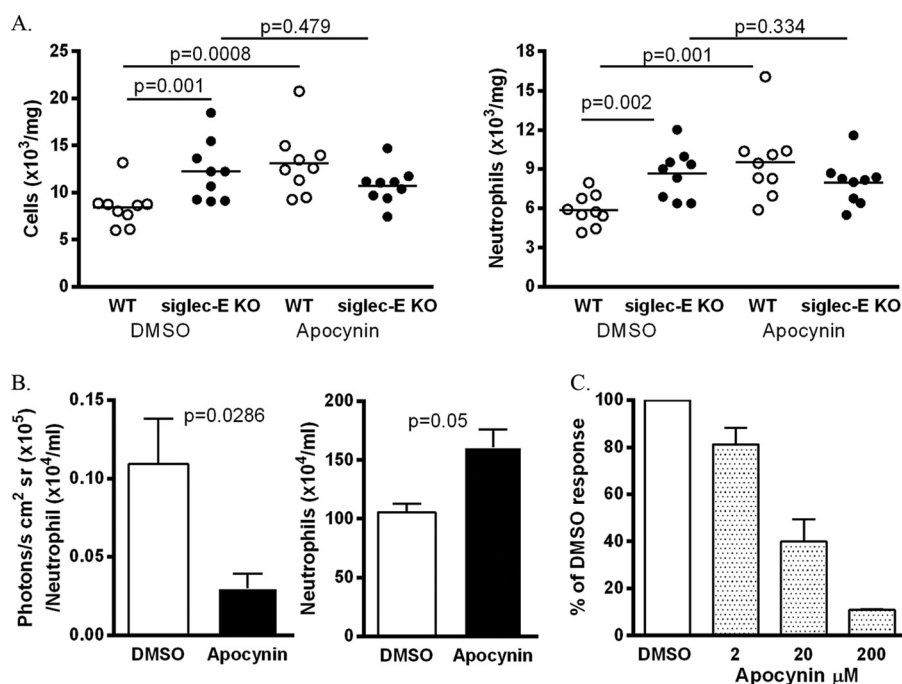 A.
p=0.479
p=0.0008
p=0.001
Cells (x10³/mg)
25
20
15
10
5
0
WT siglec-E KO WT siglec-E KO
DMSO Apocynin
p=0.334
p=0.001
p=0.002
Neutrophils (x10³/mg)
18
15
12
9
6
3
0
WT siglec-E KO WT siglec-E KO
DMSO Apocynin
B.
Photons/s cm² sr (x10⁵)
/Neutrophil (x10⁴/ml)
0.15
0.10
0.05
0.00
p=0.0286
DMSO Apocynin
Neutrophils (x10⁴/ml)
200
150
100
50
0
p=0.05
DMSO Apocynin
C.
% of DMSO response
100
80
60
40
20
0
DMSO 2 20 200
Apocynin µM